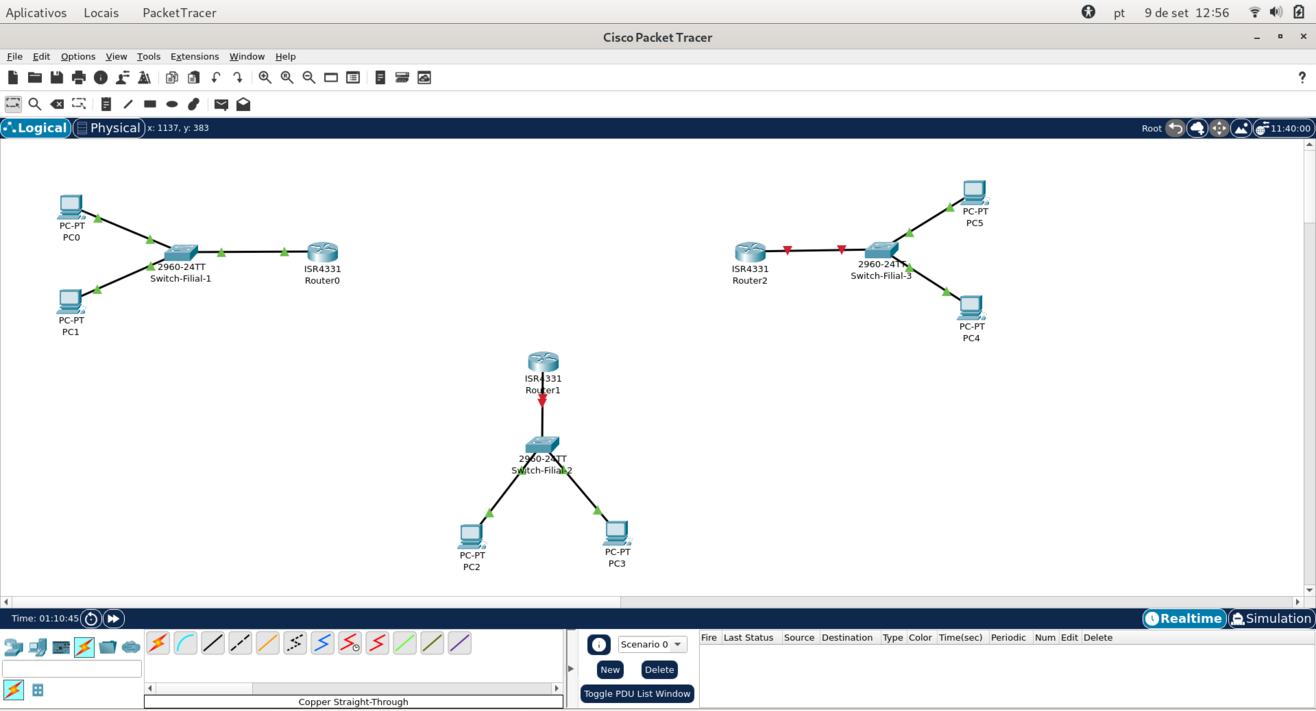 Aplicativos Locais PacketTracer pt 9 de set 12:56
Cisco Packet Tracer
File Edit Options View Tools Extensions Window Help
?
Logical Physical x: 1137, y: 383 Root 11:40:00
PC-PT
PC0
2960-24TT
Switch-Filial-1
ISR4331
Router0
PC-PT
PC1
ISR4331
Router2
2960-24TT
Switch-Filial-3
PC-PT
PC5
PC-PT
PC4
ISR4331
Router1
2960-24TT
Switch-Filial-2
PC-PT
PC2
PC-PT
PC3
Time: 01:10:45 Realtime Simulation
Scenario 0
New Delete
Toggle PDU List Window
Fire Last Status Source Destination Type Color Time(sec) Periodic Num Edit Delete
Copper Straight-Through